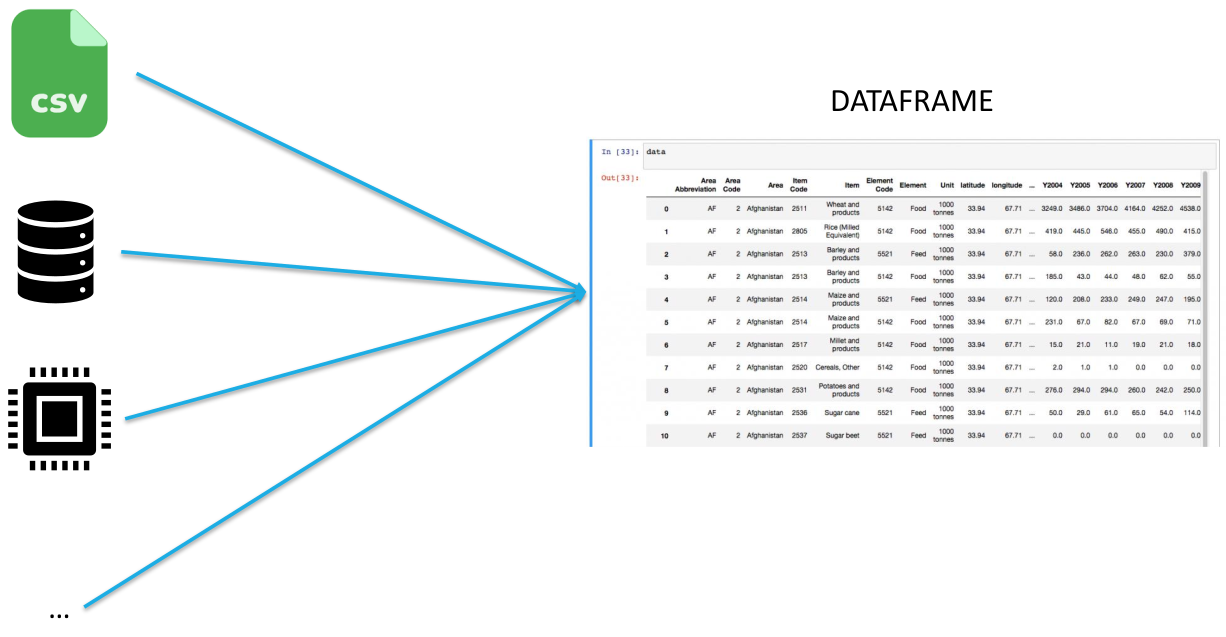 CSV
DATAFRAME
In [33]: data
Out[33]:
Area Abbreviation Area Code Area Item Code Item Element Code Element Unit latitude longitude ... Y2004 Y2005 Y2006 Y2007 Y2008 Y2009
0 AF 2 Afghanistan 2511 Wheat and products 5142 Food 1000 tonnes 33.94 67.71 ... 3249.0 3486.0 3704.0 4164.0 4252.0 4538.0
1 AF 2 Afghanistan 2805 Rice (Milled Equivalent) 5142 Food 1000 tonnes 33.94 67.71 ... 419.0 445.0 546.0 455.0 490.0 415.0
2 AF 2 Afghanistan 2513 Barley and products 5521 Feed 1000 tonnes 33.94 67.71 ... 58.0 236.0 262.0 263.0 230.0 379.0
3 AF 2 Afghanistan 2513 Barley and products 5142 Food 1000 tonnes 33.94 67.71 ... 185.0 43.0 44.0 48.0 62.0 55.0
4 AF 2 Afghanistan 2514 Maize and products 5521 Feed 1000 tonnes 33.94 67.71 ... 120.0 208.0 233.0 249.0 247.0 195.0
5 AF 2 Afghanistan 2514 Maize and products 5142 Food 1000 tonnes 33.94 67.71 ... 231.0 67.0 82.0 67.0 69.0 71.0
6 AF 2 Afghanistan 2517 Millet and products 5142 Food 1000 tonnes 33.94 67.71 ... 15.0 21.0 11.0 19.0 21.0 18.0
7 AF 2 Afghanistan 2520 Cereals, Other 5142 Food 1000 tonnes 33.94 67.71 ... 2.0 1.0 1.0 0.0 0.0 0.0
8 AF 2 Afghanistan 2531 Potatoes and products 5142 Food 1000 tonnes 33.94 67.71 ... 276.0 294.0 294.0 260.0 242.0 250.0
9 AF 2 Afghanistan 2536 Sugar cane 5521 Feed 1000 tonnes 33.94 67.71 ... 50.0 29.0 61.0 65.0 54.0 114.0
10 AF 2 Afghanistan 2537 Sugar beet 5521 Feed 1000 tonnes 33.94 67.71 ... 0.0 0.0 0.0 0.0 0.0 0.0
...